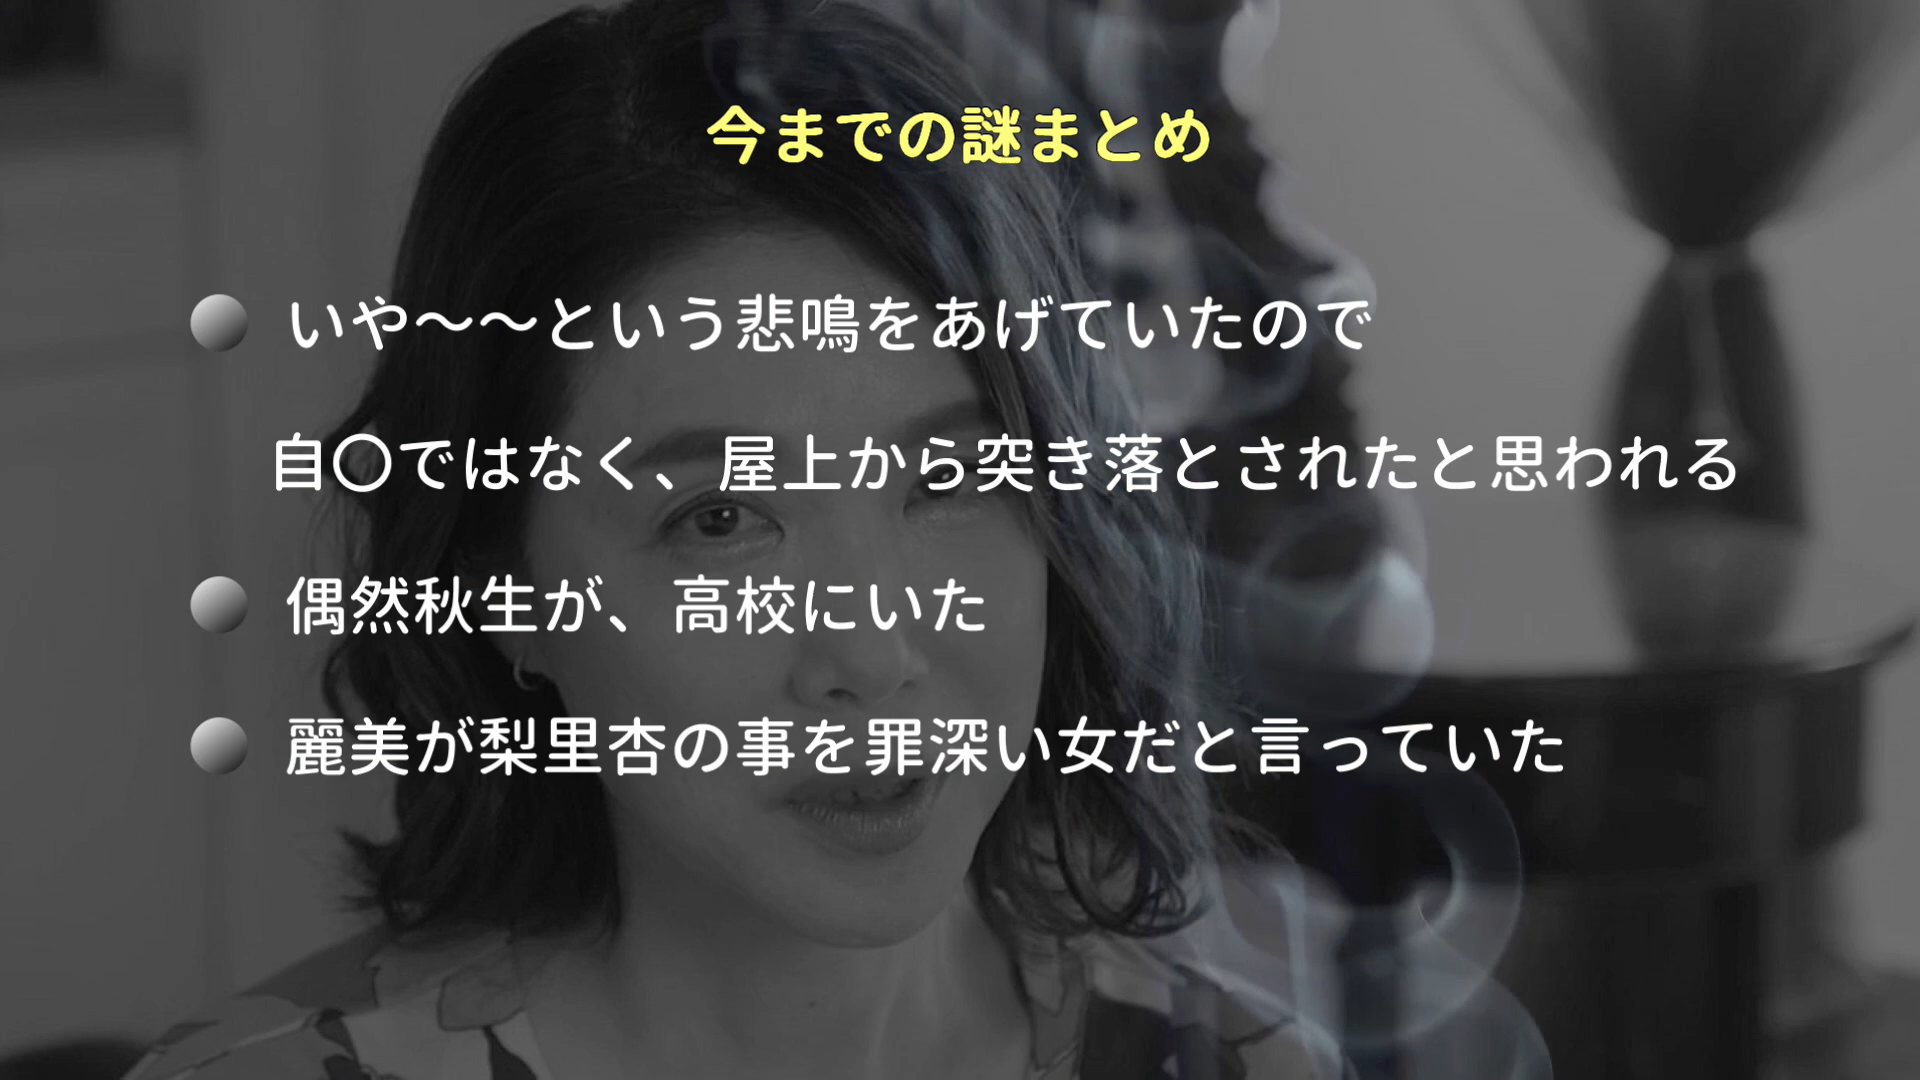 今までの謎まとめ
いや〜〜という悲鳴をあげていたので
自〇ではなく、屋上から突き落とされたと思われる
偶然秋生が、高校にいた
麗美が梨里杏の事を罪深い女だと言っていた